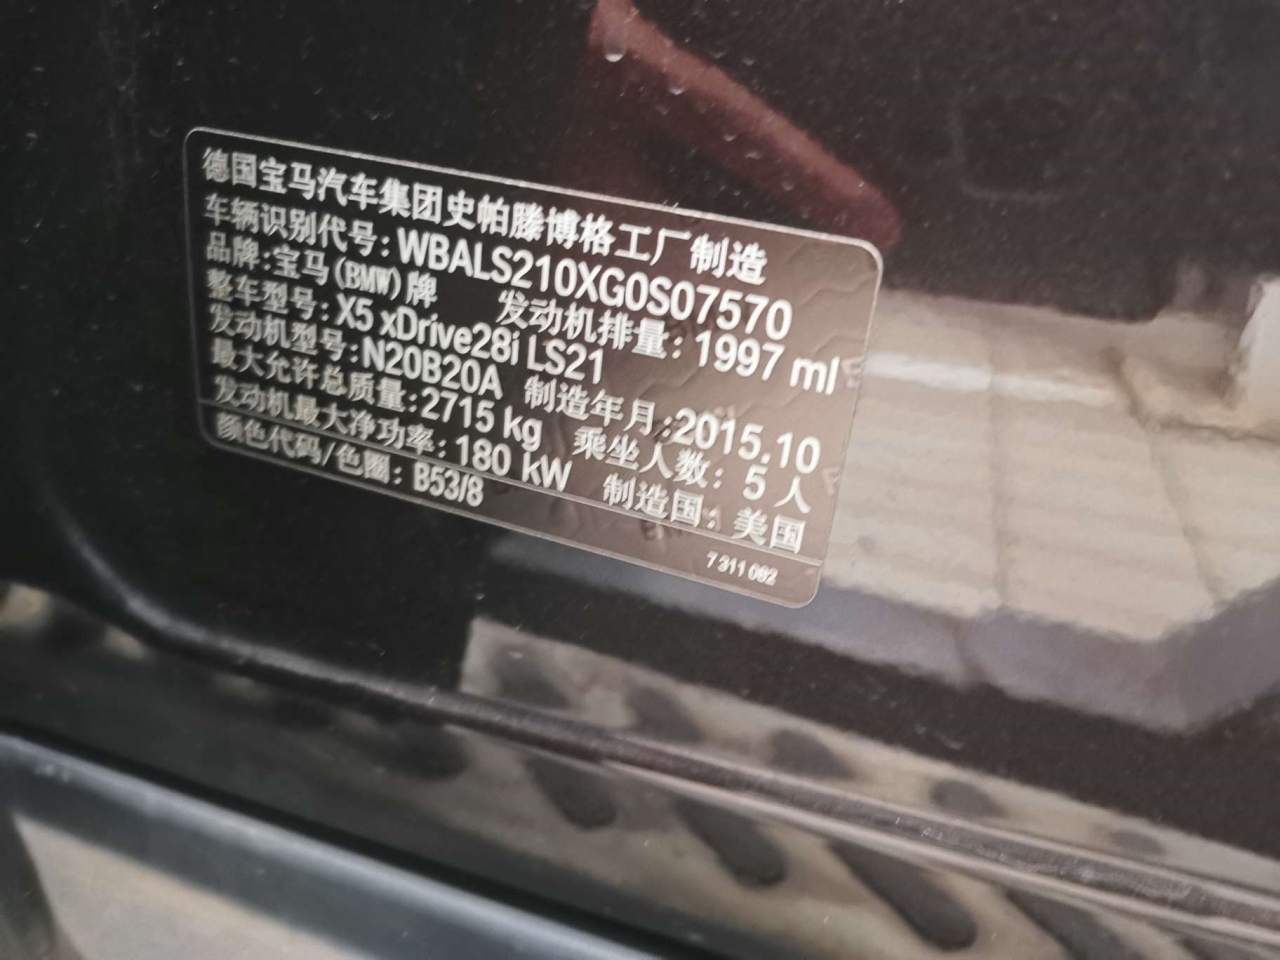 德国宝马汽车集团史帕滕博格工厂制造
车辆识别代号: WBALS210XG0S07570
品牌:宝马(BMW)牌 发动机排量: 1997 ml
整车型号: X5 xDrive28i LS21
发动机型号:N20B20A 制造年月:2015.10
最大允许总质量:2715 kg 乘坐人数: 5 人
发动机最大净功率: 180 kW 制造国: 美国
颜色代码/色圈: B53/8
7 311 092